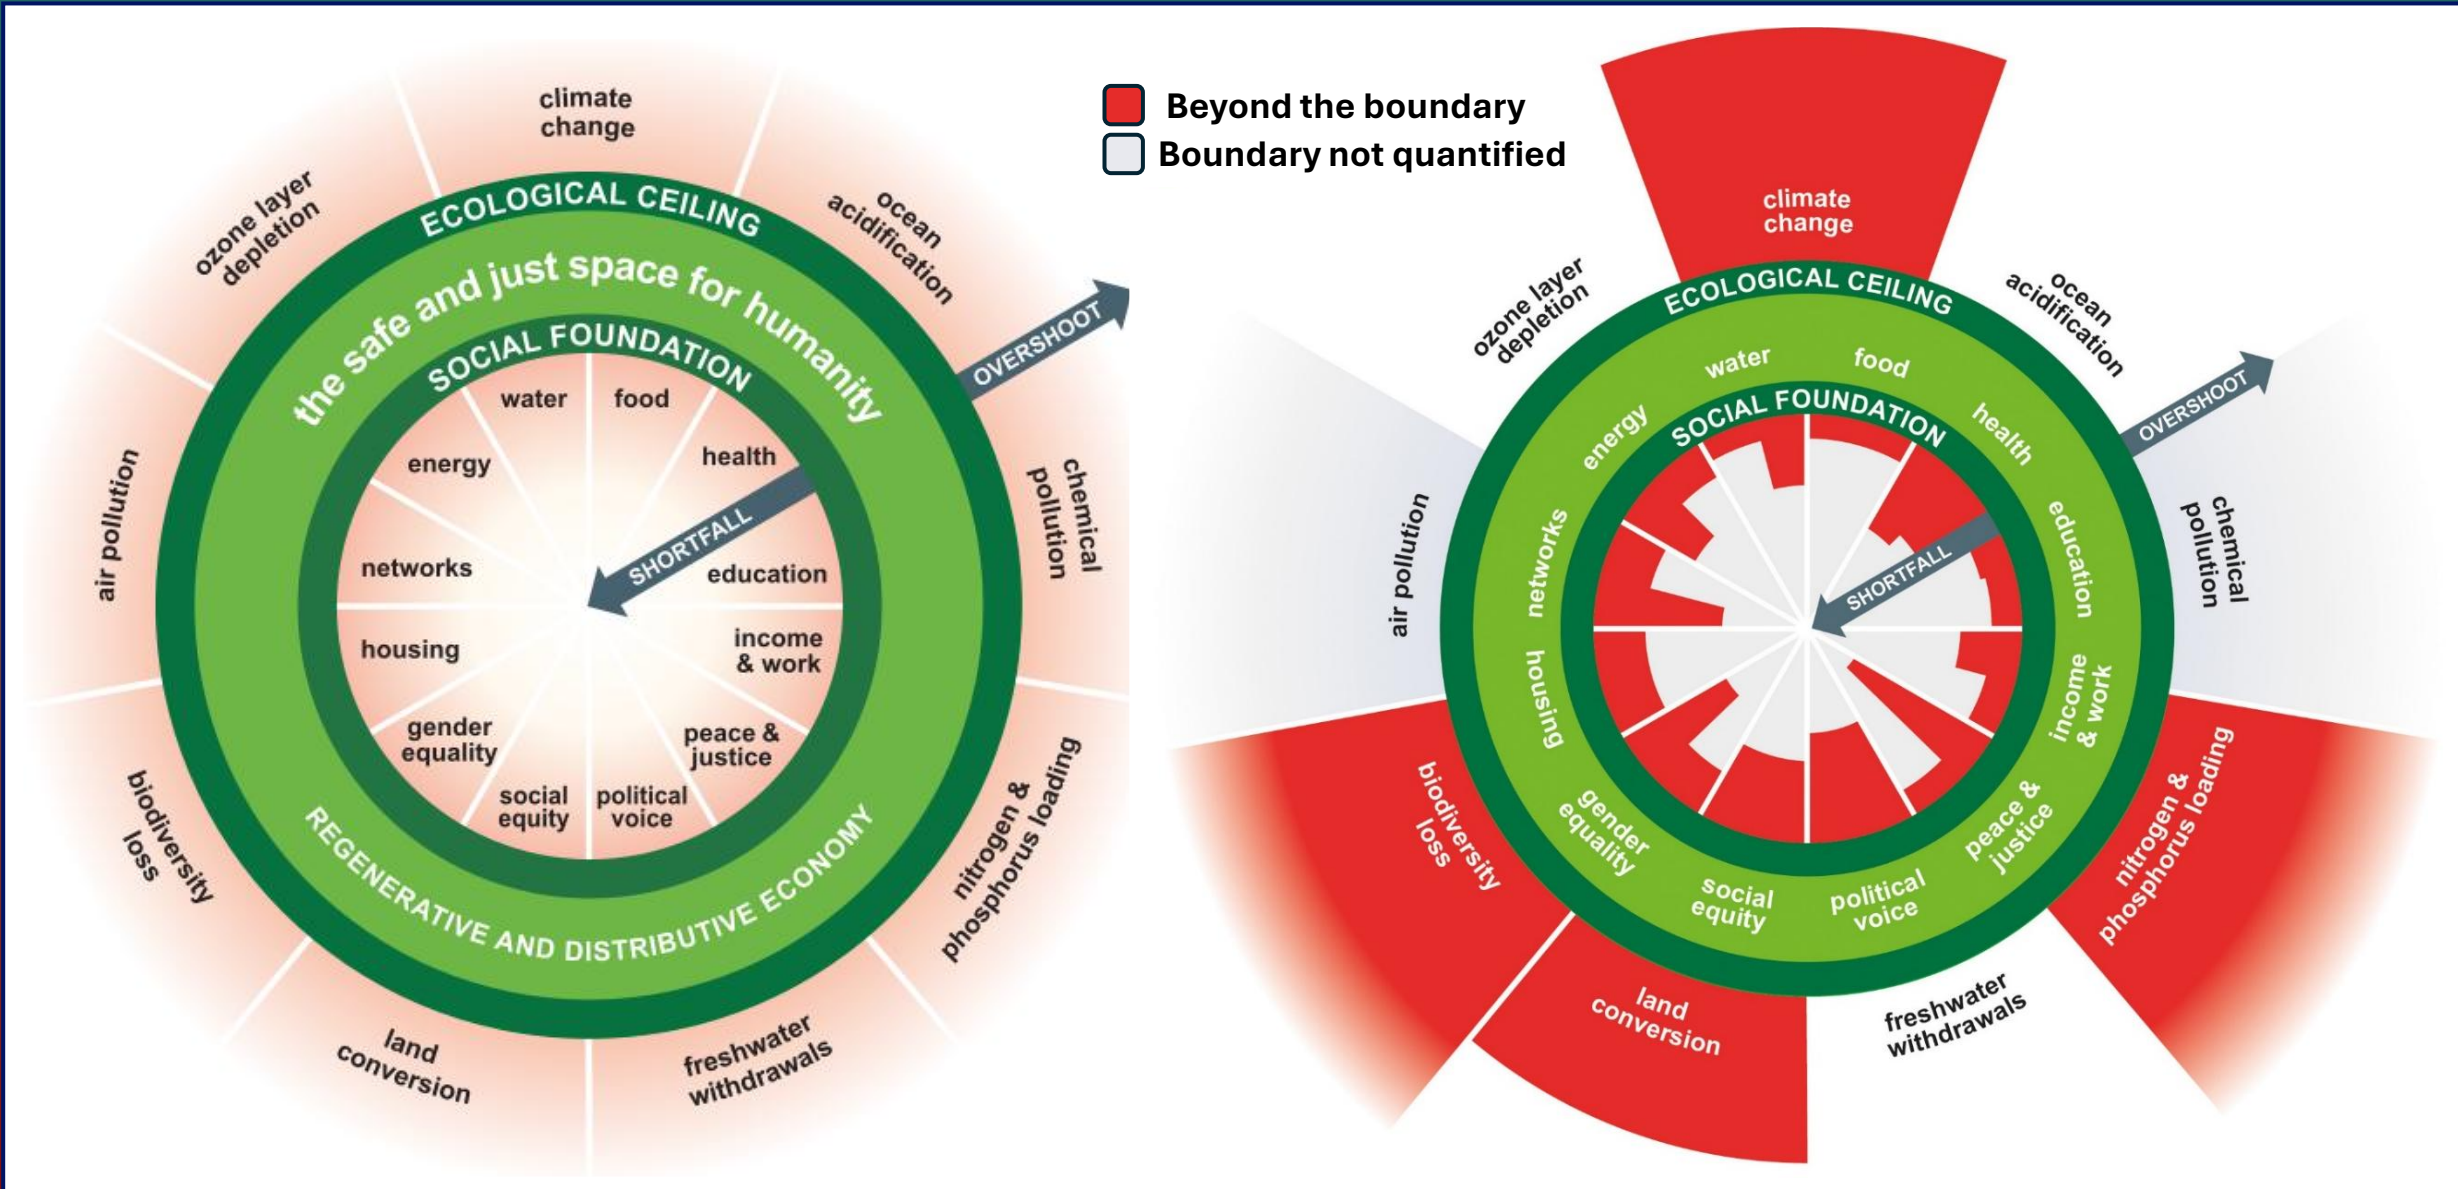 climate
change
ozone layer
depletion
ocean
acidification
ECOLOGICAL CEILING
the safe and just space for humanity
OVERSHOOT
SOCIAL FOUNDATION
water
food
energy
health
SHORTFALL
networks
education
housing
income
& work
gender
equality
peace &
justice
social
equity
political
voice
air pollution
chemical
pollution
biodiversity
loss
nitrogen &
phosphorus loading
REGENERATIVE AND DISTRIBUTIVE ECONOMY
land
conversion
freshwater
withdrawals
Beyond the boundary
Boundary not quantified
climate
change
ozone layer
depletion
ocean
acidification
ECOLOGICAL CEILING
OVERSHOOT
water
food
energy
health
SOCIAL FOUNDATION
networks
education
SHORTFALL
air pollution
chemical
pollution
housing
income
& work
gender
equality
peace &
justice
social
equity
political
voice
biodiversity
loss
nitrogen &
phosphorus loading
land
conversion
freshwater
withdrawals